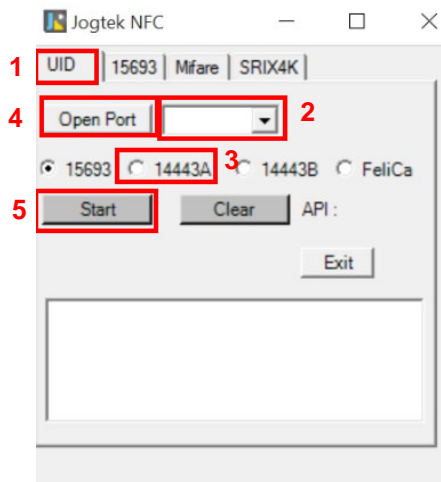 Jogtek NFC
1 UID 15693 Mifare SRIX4K
4 Open Port 2
15693 14443A 3 14443B FeliCa
5 Start Clear API :
Exit